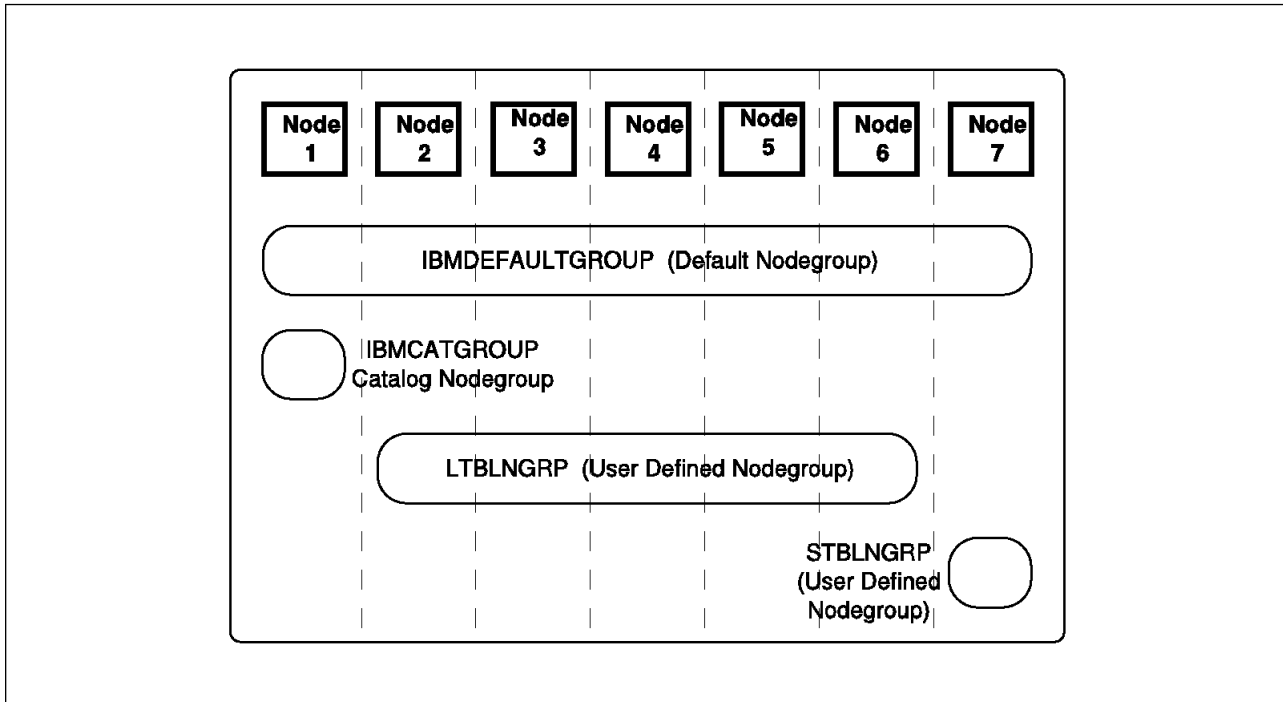 Node 1
Node 2
Node 3
Node 4
Node 5
Node 6
Node 7
IBMDEFAULTGROUP (Default Nodegroup)
IBMCATGROUP
Catalog Nodegroup
LTBLNGRP (User Defined Nodegroup)
STBLNGRP
(User Defined
Nodegroup)